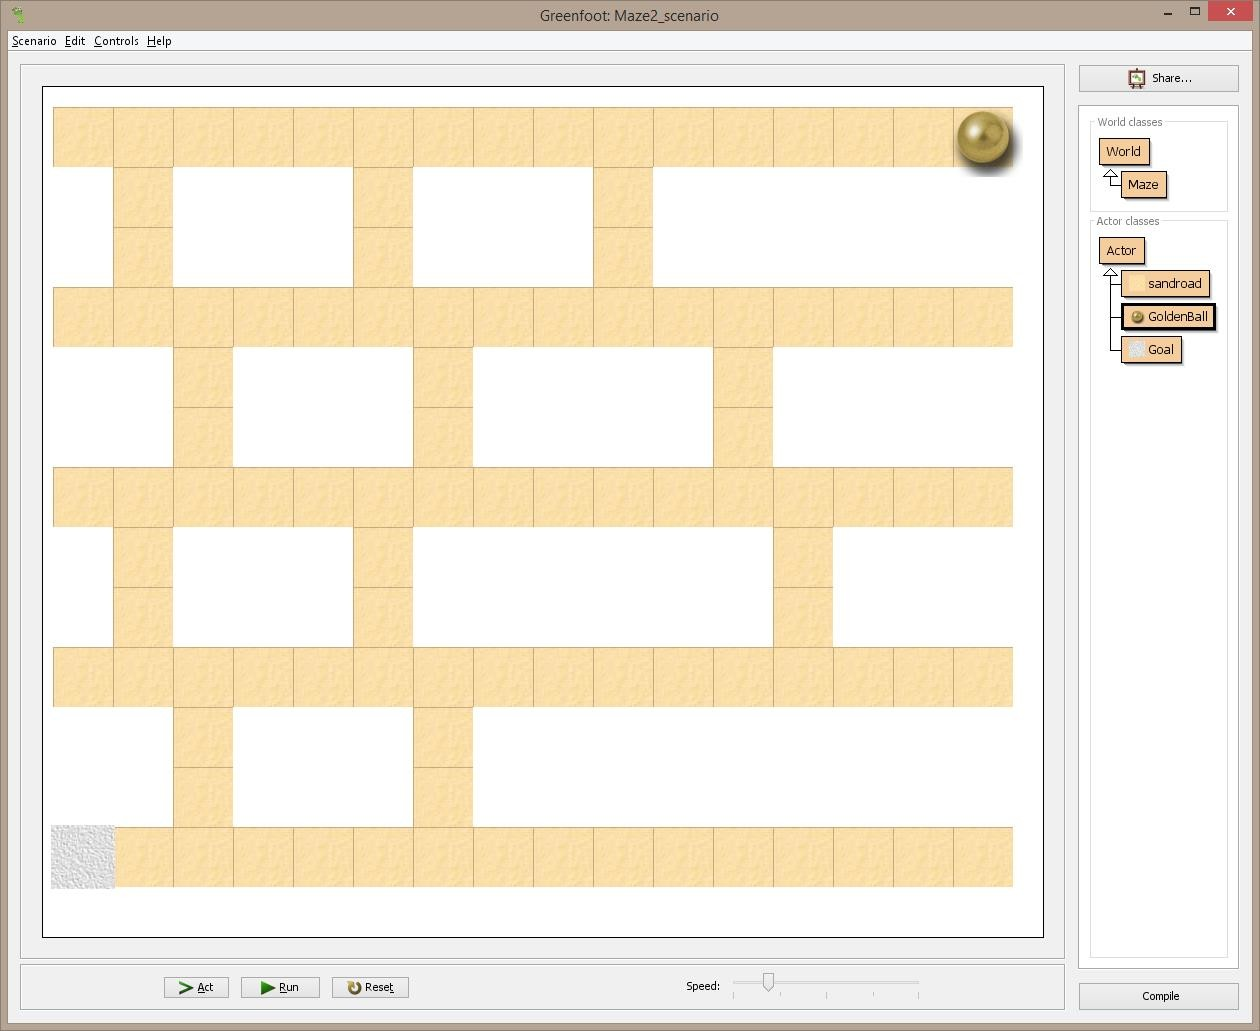 Greenfoot: Maze2_scenario
Scenario Edit Controls Help
Share...
World classes
World
Maze
Actor classes
Actor
sandroad
GoldenBall
Goal
Act Run Reset Speed:
Compile